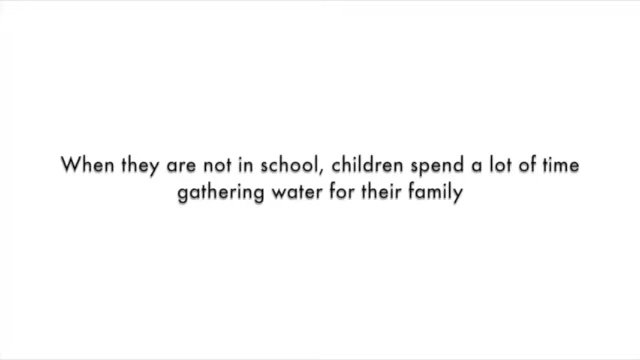 When they are not in school, children spend a lot of time
gathering water for their family